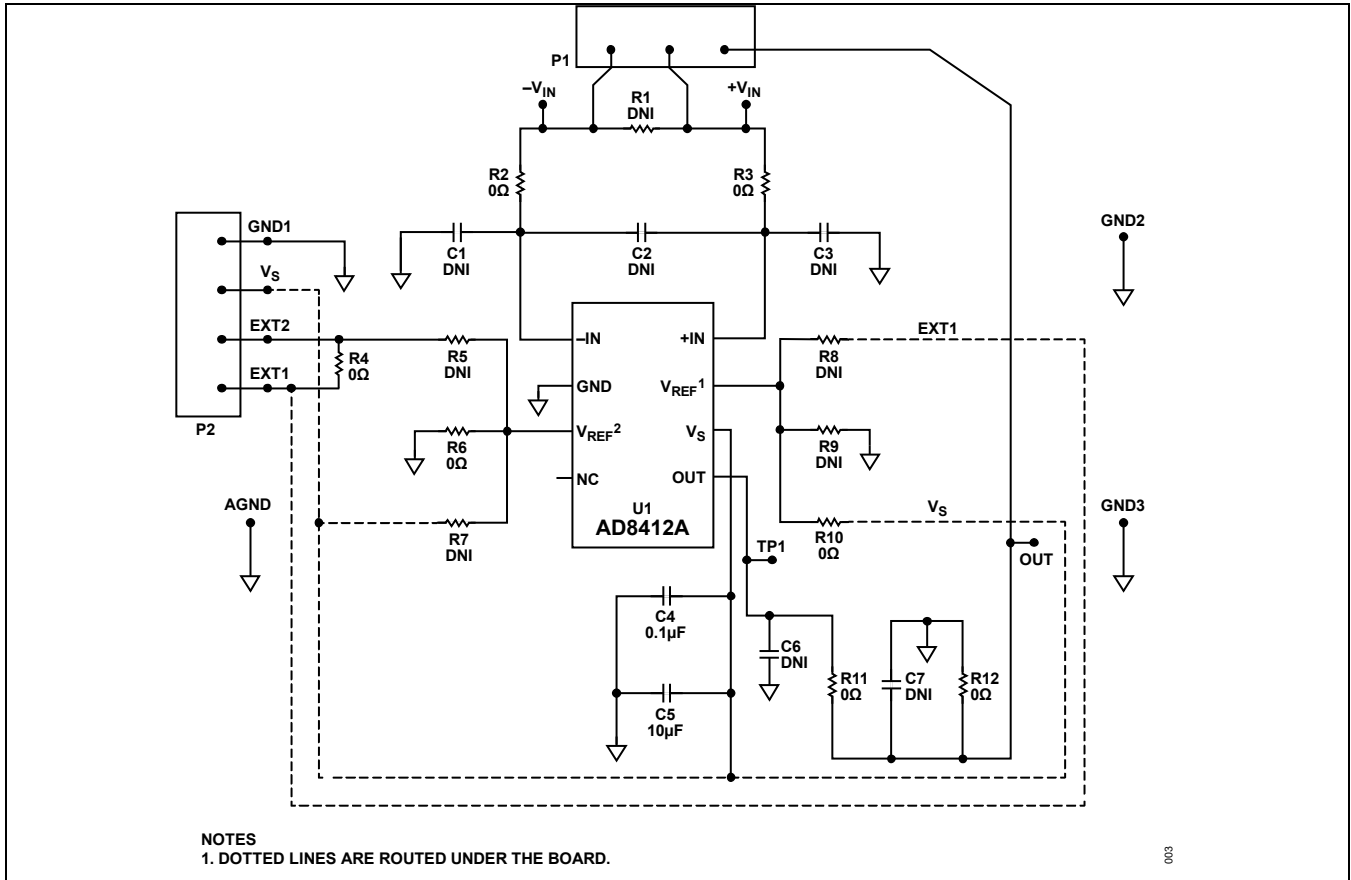 P1
–VIN
R1
DNI
+VIN
R2
0Ω
R3
0Ω
GND1
C1
DNI
C2
DNI
C3
DNI
GND2
VS
EXT2
R4
0Ω
R5
DNI
–IN
+IN
R8
DNI
EXT1
EXT1
GND
VREF1
P2
R6
0Ω
VREF2
VS
R9
DNI
NC
OUT
AGND
R7
DNI
U1
AD8412A
R10
0Ω
VS
GND3
TP1
OUT
C4
0.1µF
C6
DNI
R11
0Ω
C7
DNI
R12
0Ω
C5
10µF
NOTES
1. DOTTED LINES ARE ROUTED UNDER THE BOARD.
003